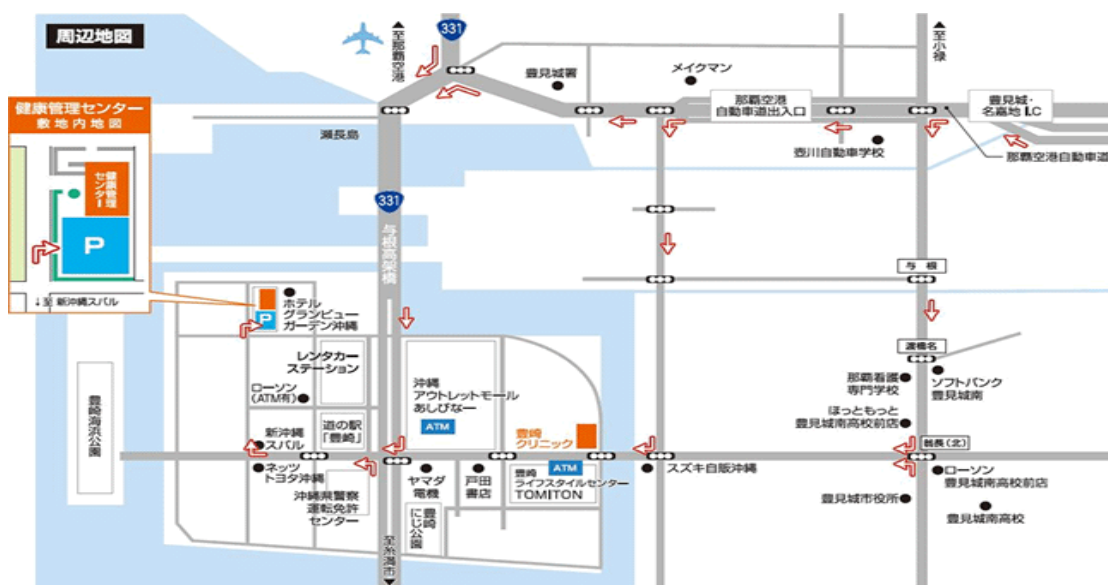 周辺地図
331
▲至那覇空港
▲至小禄
豊見城署
メイクマン
那覇空港
自動車道出入口
豊見城・
名嘉地 I.C
那覇空港自動車道
壺川自動車学校
瀬長島
健康管理センター
敷地内地図
健康管理
センター
P
↓至 新沖縄スパル
331
与根高架橋
与 根
渡橋名
ホテル
グランビュー
ガーデン沖縄
P
レンタカー
ステーション
ローソン
(ATM有)
沖縄
アウトレットモール
あしびなー
ATM
那覇看護
専門学校
ソフトバンク
豊見城南
ほっともっと
豊見城南高校前店
豊崎海浜公園
新沖縄
スバル
道の駅
「豊崎」
豊崎
クリニック
翁長(北)
ネッツ
トヨタ沖縄
沖縄県警察
運転免許
センター
ヤマダ
電機
戸田
書店
豊崎
ライフスタイルセンター
TOMITON
ATM
スズキ自販沖縄
ローソン
豊見城南高校前店
豊見城市役所
豊見城南高校
豊崎
にじ公園
至糸満市▼